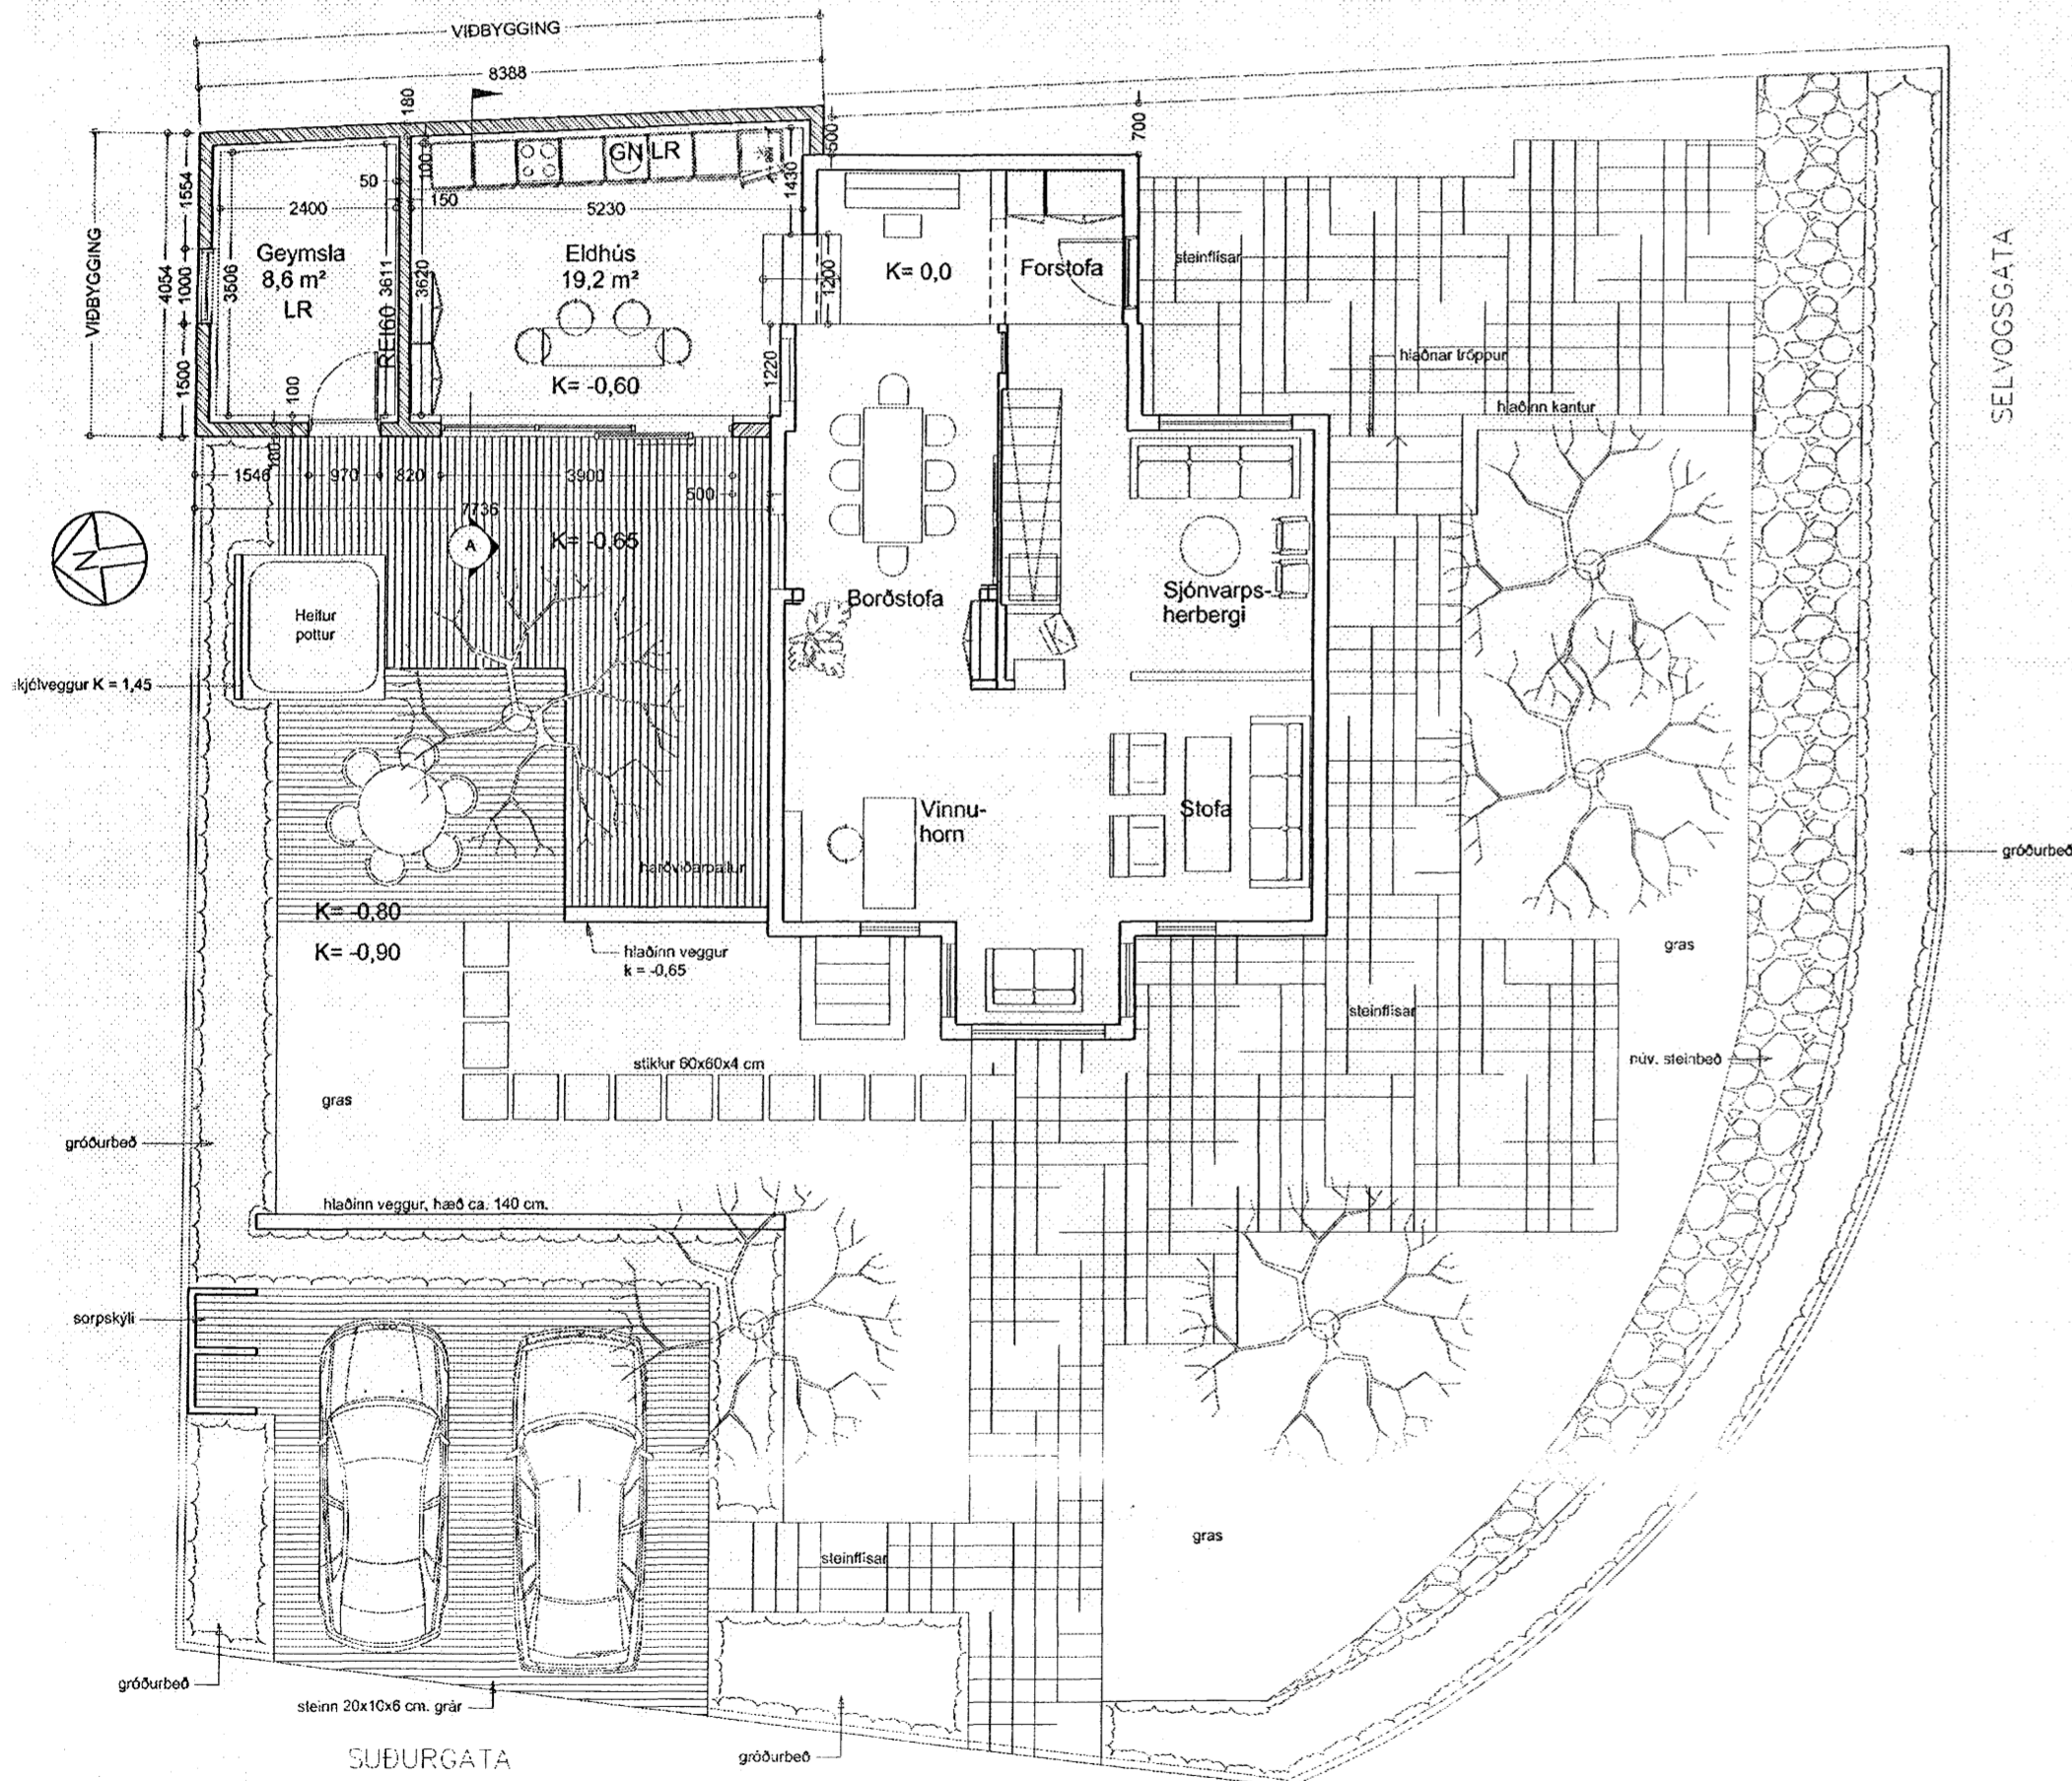 VIÐBYGGING
8388
180
700
500
VIÐBYGGING
4054
1554
1000
1500
50
100
150
GN LR
1430
2400
5230
3506
Geymsla
8,6 m²
LR
REI60
3611
3620
Eldhús
19,2 m²
K= -0,60
1200
1220
K= 0,0
Forstofa
steinflísar
SELVOGSGATA
hlaðnar tröppur
hlaðinn kantur
100
1546
970
820
3900
500
7736
A
K= -0,65
N
Heitur
pottur
Borðstofa
Sjónvarps-
herbergi
kjólveggur K = 1,45
Vinnu-
horn
Stofa
harðviðarpallur
gróðurbeð
K= -0,80
K= -0,90
hlaðinn veggur
k = -0,65
gras
steinflísar
núv. steinbeð
stiklur 60x60x4 cm
gras
gróðurbeð
hlaðinn veggur, hæð ca. 140 cm.
sorpskýli
gras
steinflísar
gróðurbeð
steinn 20x10x6 cm. grár
gróðurbeð
SUÐURGATA